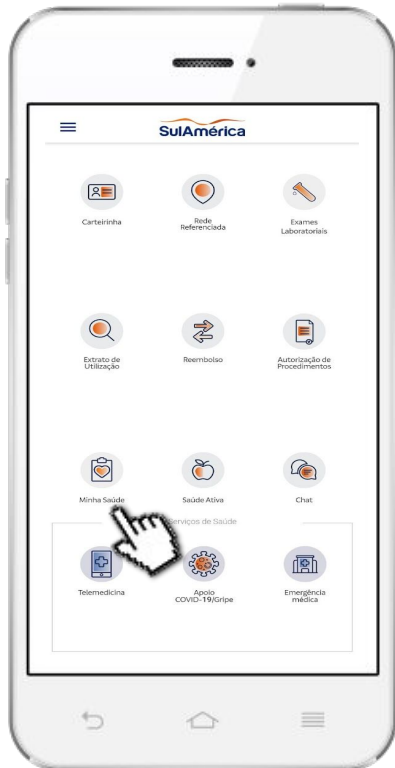 SulAmérica
Carteirinha
Rede
Referenciada
Exames
Laboratoriais
Extrato de
Utilização
Reembolso
Autorização de
Procedimentos
Minha Saúde
Saúde Ativa
Chat
Serviços de Saúde
Telemedicina
Apoio
COVID-19/Gripe
Emergência
médica